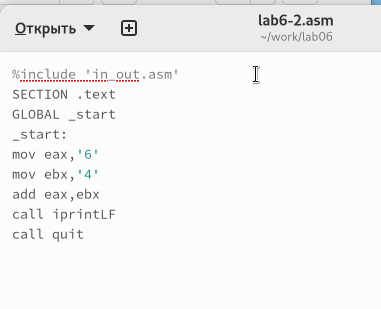 Открыть
lab6-2.asm
~/work/lab06
%include 'in_out.asm'
SECTION .text
GLOBAL _start
_start:
mov eax,'6'
mov ebx,'4'
add eax,ebx
call iprintLF
call quit